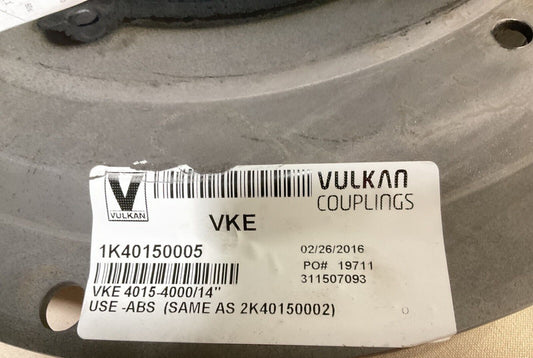 V
VULKAN
VULKAN
COUPLINGS
VKE
1K40150005
02/26/2016
PO# 19711
311507093
VKE 4015-4000/14"
USE -ABS (SAME AS 2K40150002)